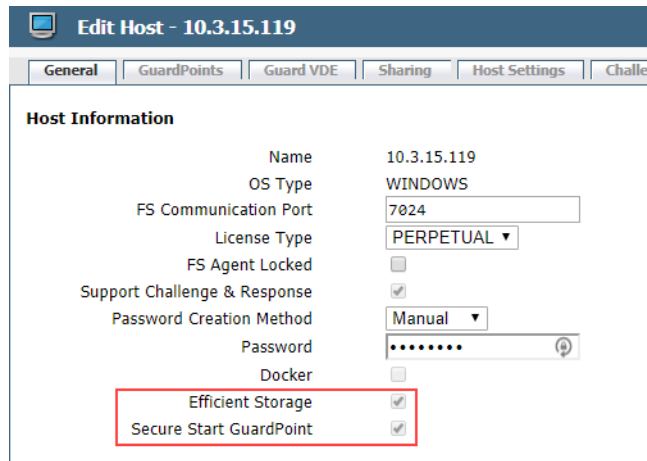 Edit Host - 10.3.15.119
General GuardPoints Guard VDE Sharing Host Settings Challe
Host Information
Name 10.3.15.119
OS Type WINDOWS
FS Communication Port 7024
License Type PERPETUAL
FS Agent Locked
Support Challenge & Response
Password Creation Method Manual
Password ••••••••
Docker
Efficient Storage
Secure Start GuardPoint